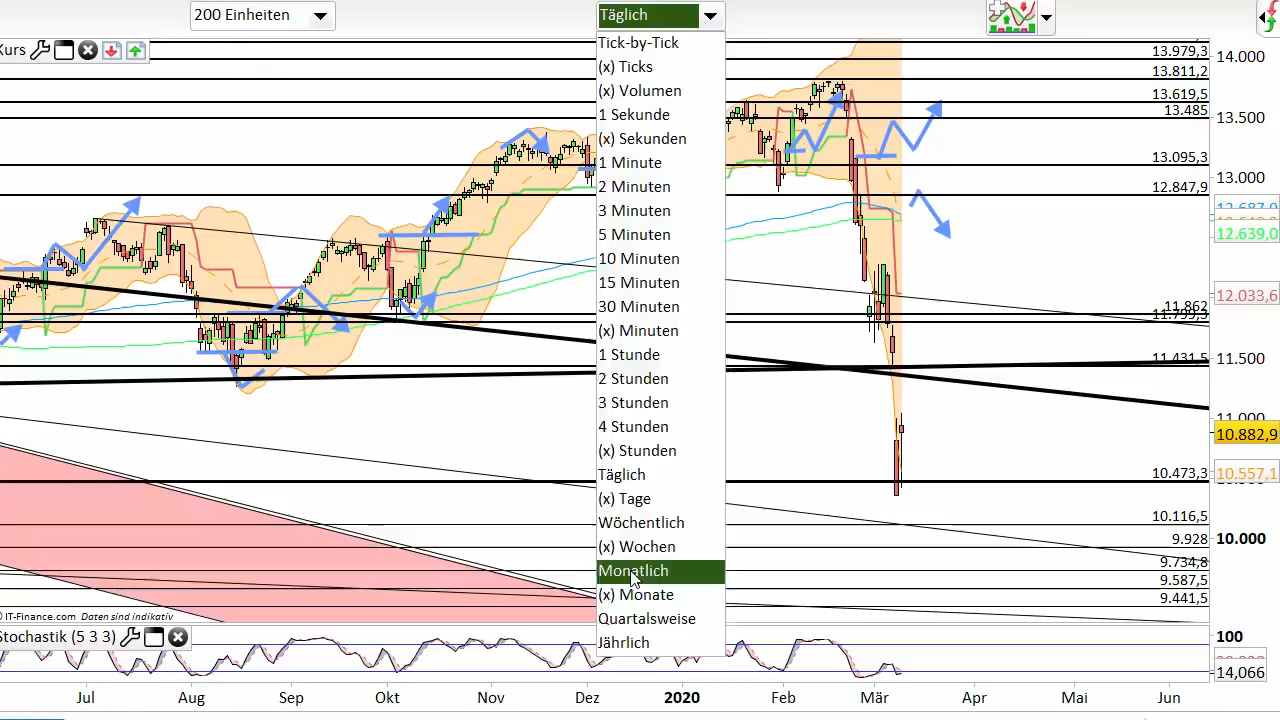 200 Einheiten
Täglich
Kurs
Tick-by-Tick
(x) Ticks
(x) Volumen
1 Sekunde
(x) Sekunden
1 Minute
2 Minuten
3 Minuten
5 Minuten
10 Minuten
15 Minuten
30 Minuten
(x) Minuten
1 Stunde
2 Stunden
3 Stunden
4 Stunden
(x) Stunden
Täglich
(x) Tage
Wöchentlich
(x) Wochen
Monatlich
(x) Monate
Quartalsweise
Jährlich
13.979,3
13.811,2
13.619,5
13.485
13.095,3
12.847,9
11.862
11.431,5
10.473,3
10.116,5
9.928
9.734,8
9.587,5
9.441,5
14.000
13.500
13.000
12.639,0
12.033,6
11.500
11.000
10.882,9
10.557,1
10.000
© IT-Finance.com Daten sind indikativ
Stochastik (5 3 3)
100
14,066
Jul Aug Sep Okt Nov Dez 2020 Feb Mär Apr Mai Jun